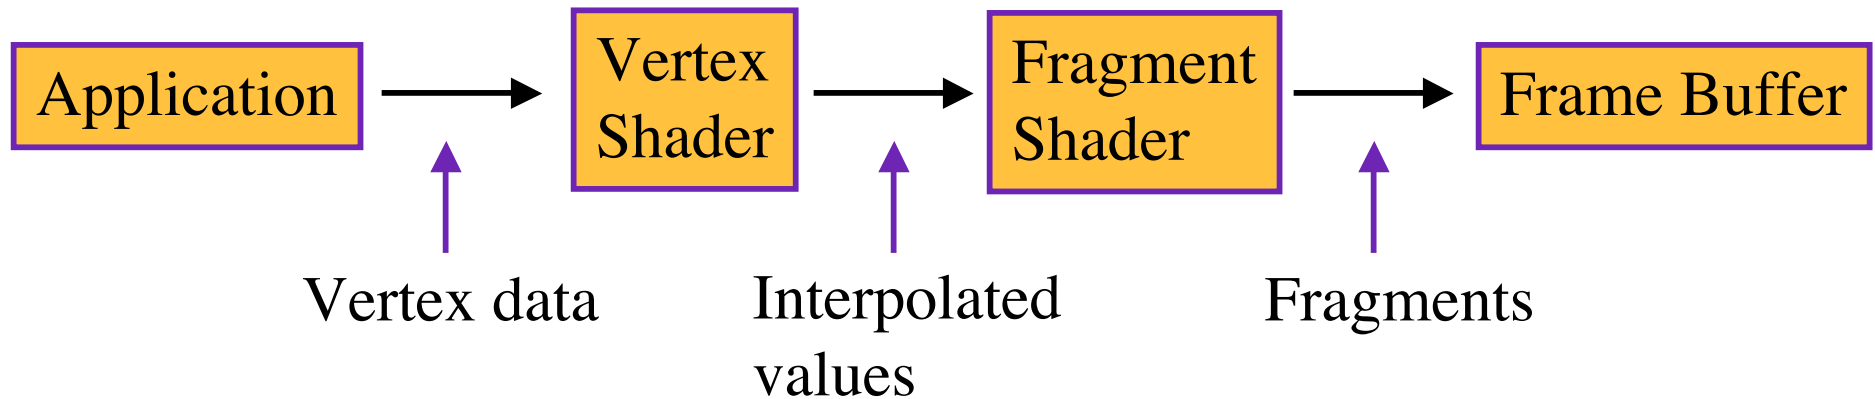 Application
Vertex
Shader
Fragment
Shader
Frame Buffer
Vertex data
Interpolated
values
Fragments